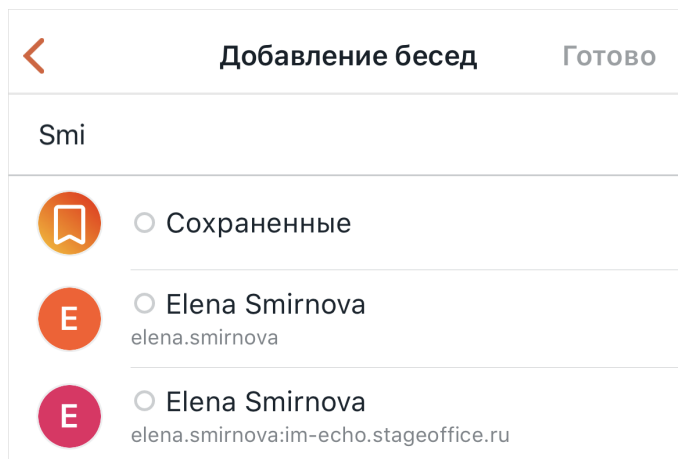 Добавление бесед
Готово
Smi
Сохраненные
E
Elena Smirnova
elena.smirnova
E
Elena Smirnova
elena.smirnova:im-echo.stageoffice.ru